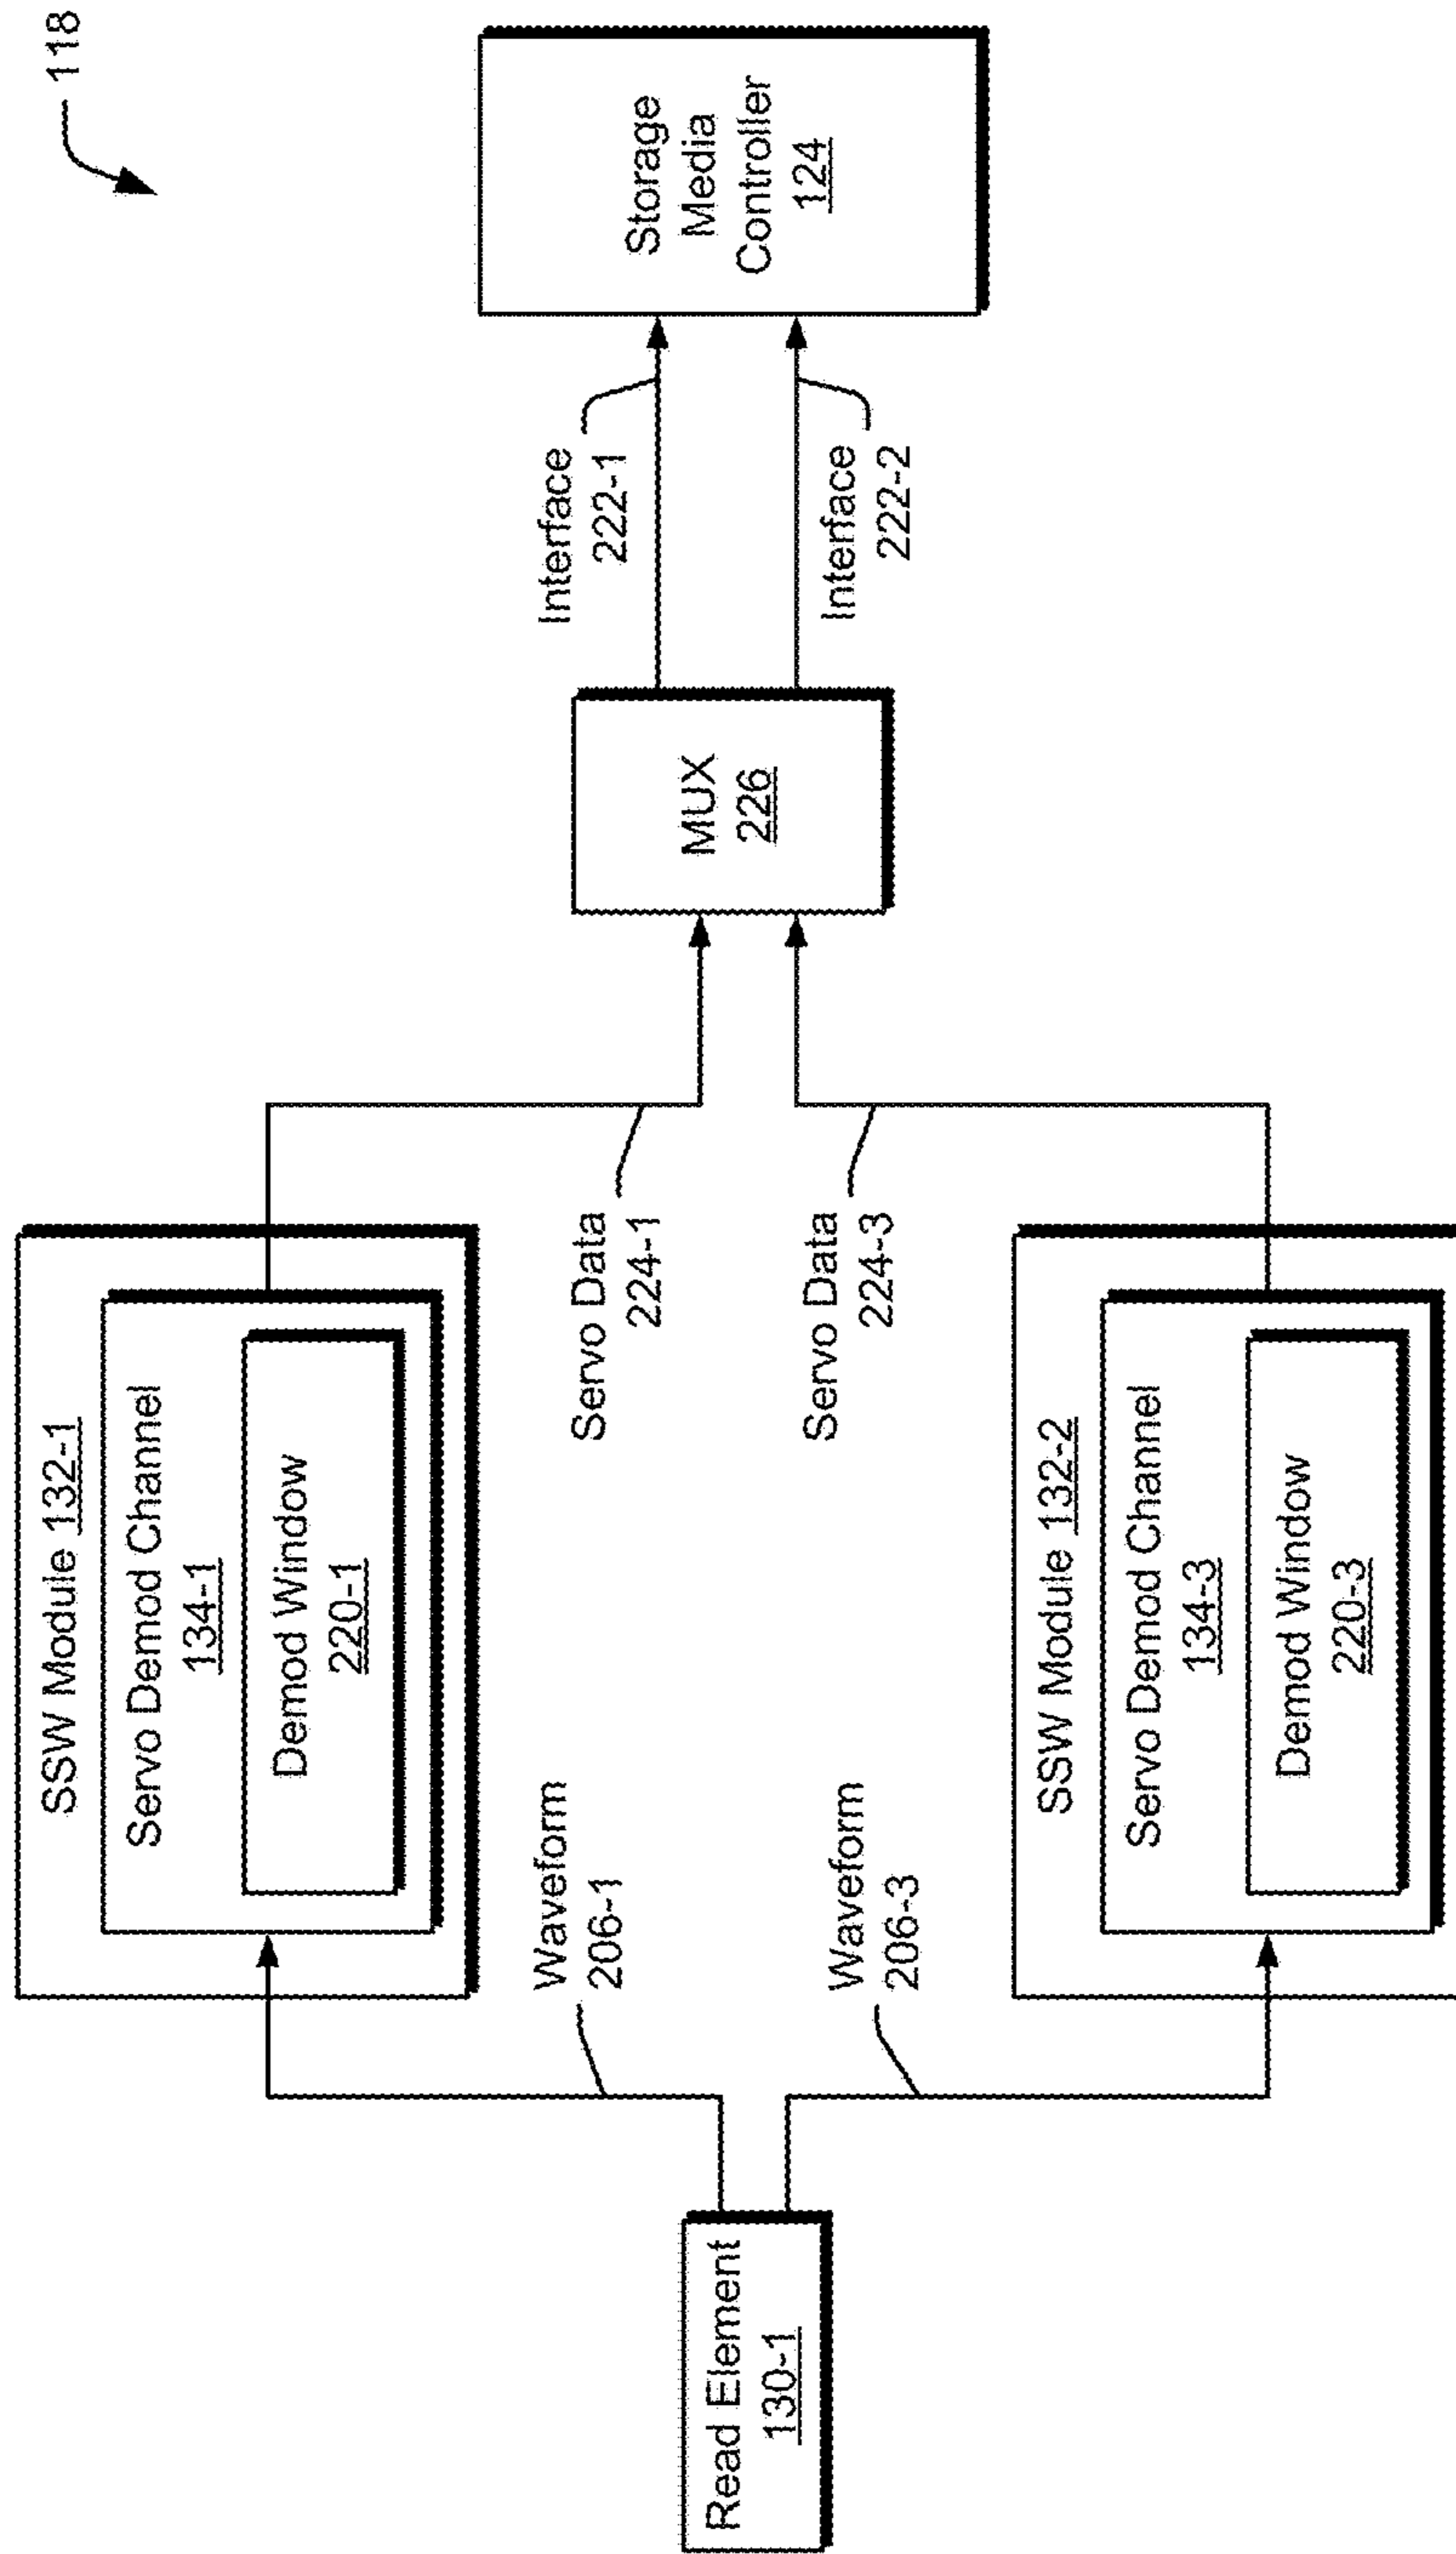 118
SSW Module 132-1
Servo Demod Channel
134-1
Demod Window
220-1
Waveform
206-1
Servo Data
224-1
Read Element
130-1
MUX
226
Interface
222-1
Interface
222-2
Storage
Media
Controller
124
Waveform
206-3
Servo Data
224-3
SSW Module 132-2
Servo Demod Channel
134-3
Demod Window
220-3